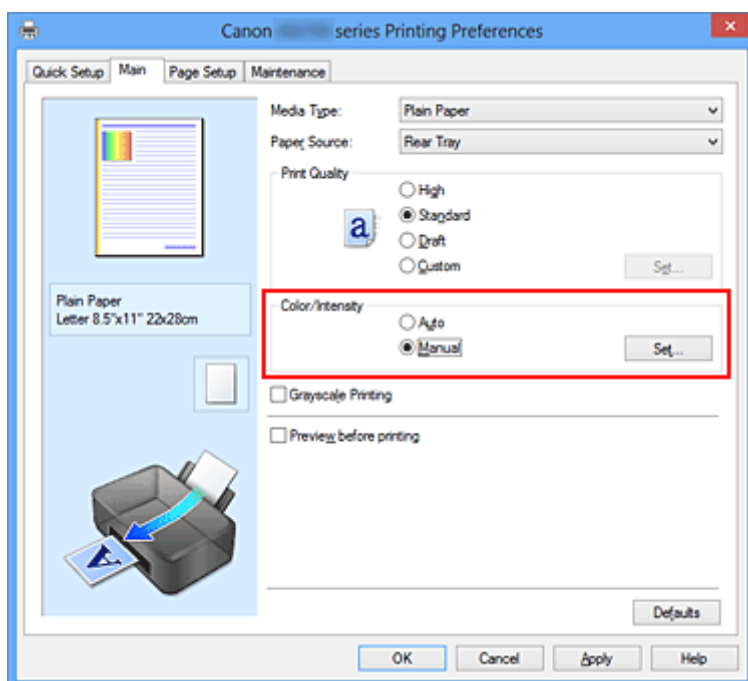 Canon series Printing Preferences
Quick Setup Main Page Setup Maintenance
Media Type: Plain Paper
Paper Source: Rear Tray
Print Quality
High
a Standard
Draft
Custom Set...
Plain Paper
Letter 8.5"x11" 22x28cm
Color/Intensity
Auto
Manual Set...
Grayscale Printing
Preview before printing
A
Defaults
OK Cancel Apply Help